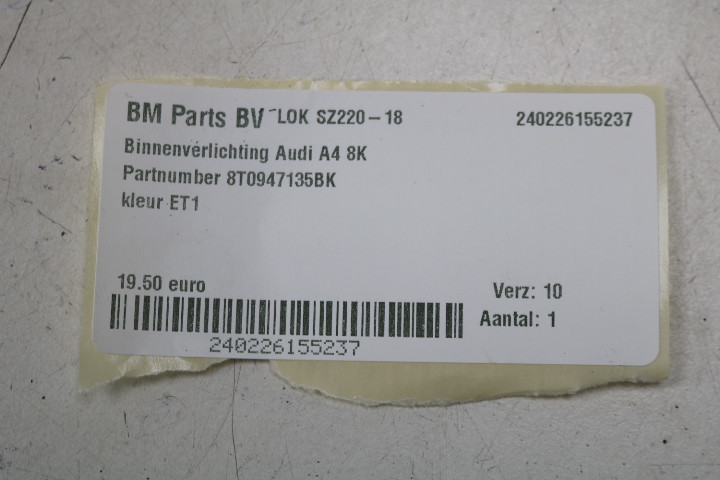 BM Parts BV LOK SZ220-18 240226155237
Binnenverlichting Audi A4 8K
Partnumber 8T0947135BK
kleur ET1
19.50 euro Verz: 10
Aantal: 1
240226155237